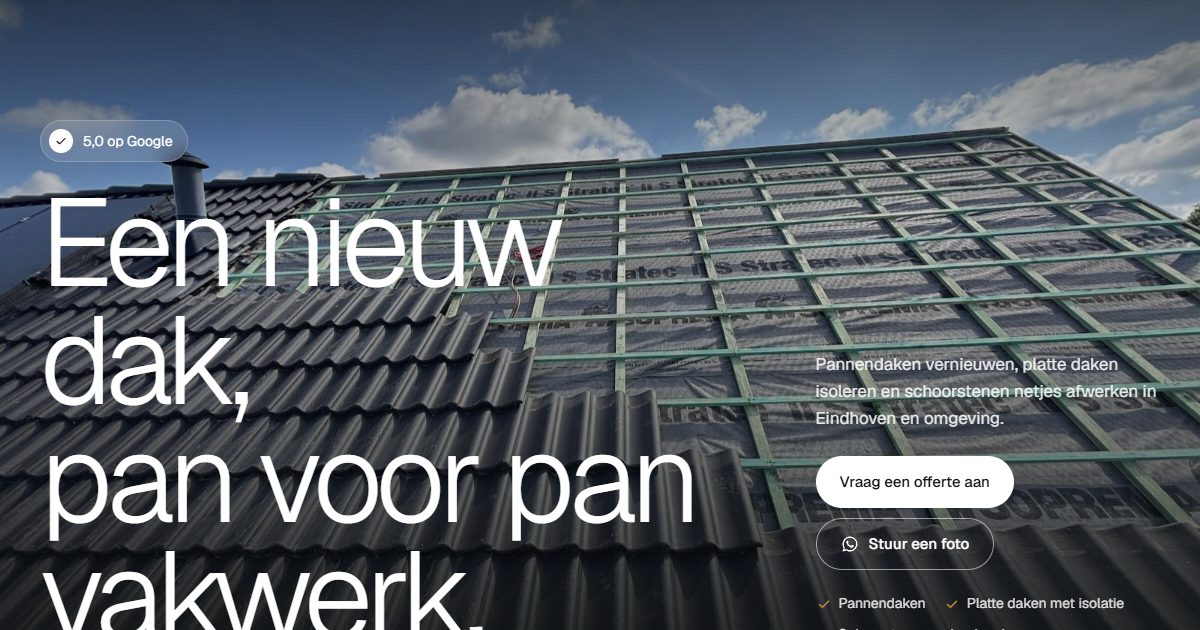 5,0 op Google
Een nieuw
dak,
pan voor pan
vakwerk.
Pannendaken vernieuwen, platte daken
isoleren en schoorstenen netjes afwerken in
Eindhoven en omgeving.
Vraag een offerte aan
Stuur een foto
Pannendaken
Platte daken met isolatie